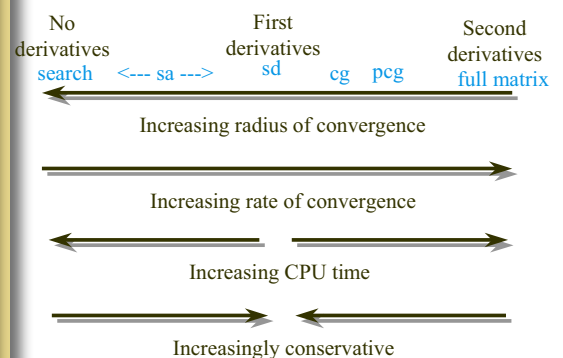 No derivatives
First derivatives
Second derivatives
search
<--- sa --->
sd
cg
pcg
full matrix
Increasing radius of convergence
Increasing rate of convergence
Increasing CPU time
Increasingly conservative